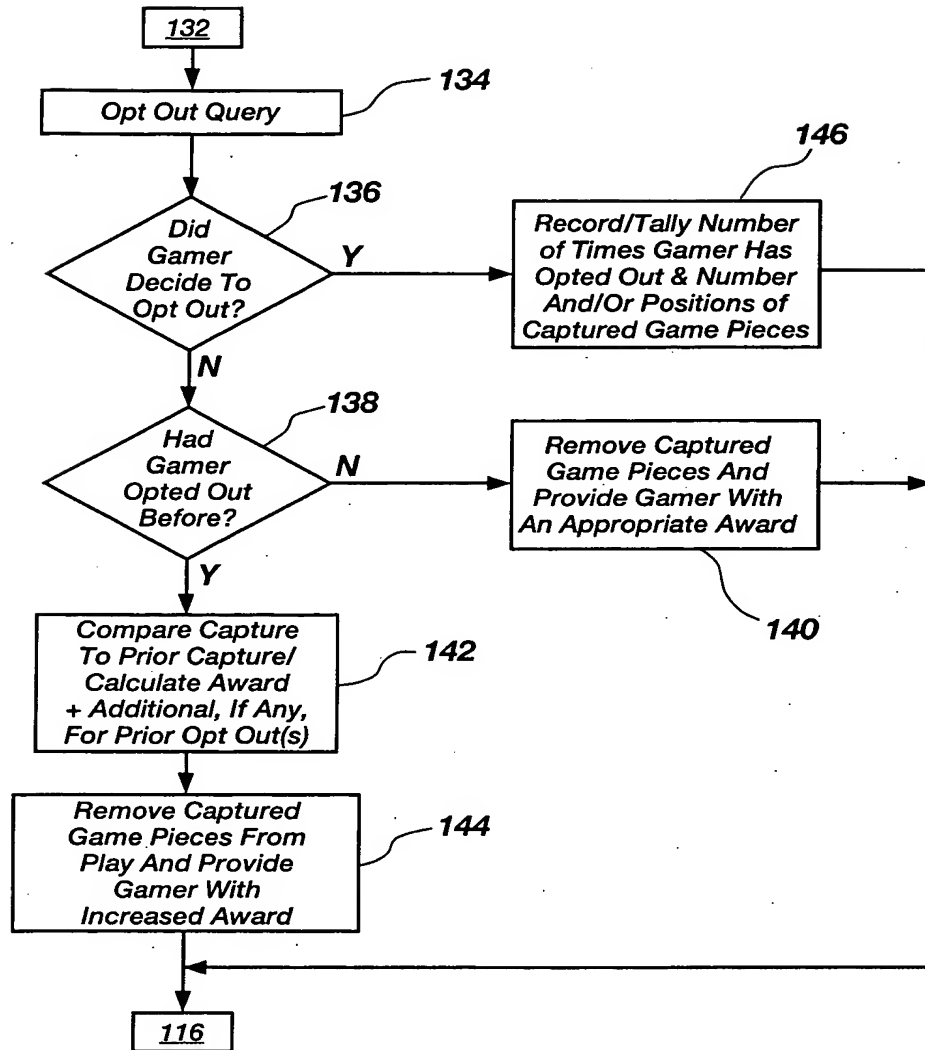 132
134
Opt Out Query
146
136
Did
Gamer
Decide To
Opt Out?
Y
Record/Tally Number
of Times Gamer Has
Opted Out & Number
And/Or Positions of
Captured Game Pieces
N
138
Had
Gamer
Opted Out
Before?
N
Remove Captured
Game Pieces And
Provide Gamer With
An Appropriate Award
Y
140
Compare Capture
To Prior Capture/
Calculate Award
+ Additional, If Any,
For Prior Opt Out(s)
142
Remove Captured
Game Pieces From
Play And Provide
Gamer With
Increased Award
144
116